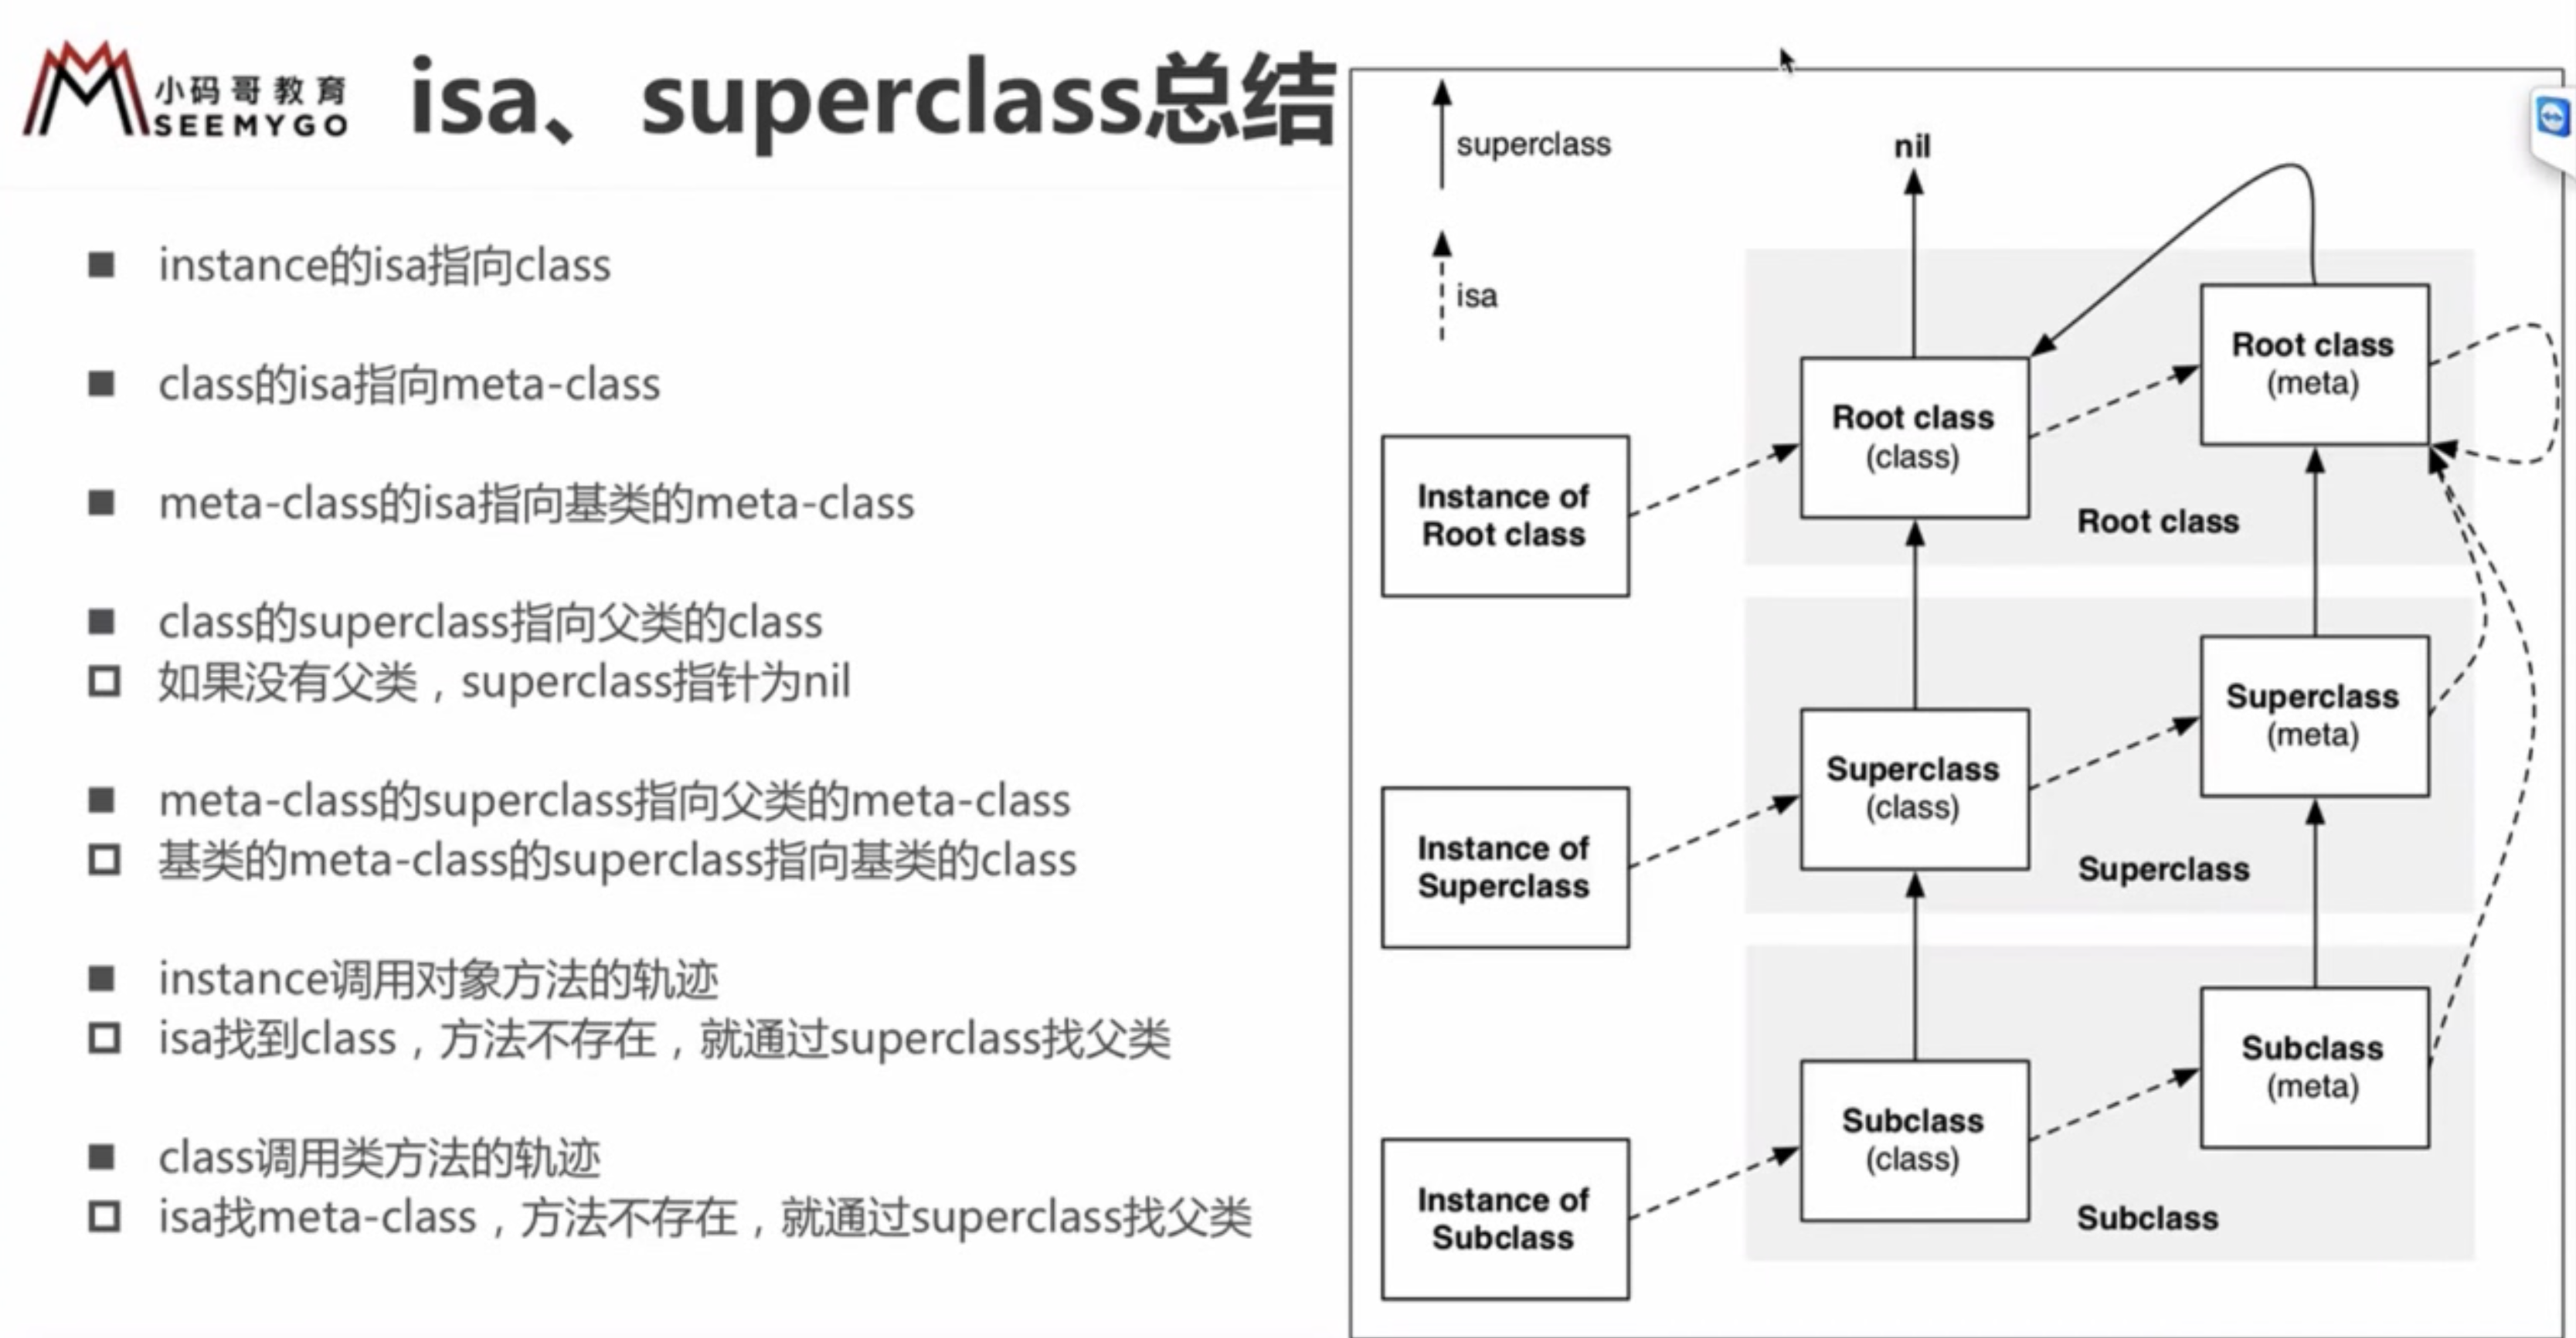 小码哥教育
SEEMYGO
isa、superclass总结
instance的isa指向class
class的isa指向meta-class
meta-class的isa指向基类的meta-class
class的superclass指向父类的class
如果没有父类，superclass指针为nil
meta-class的superclass指向父类的meta-class
基类的meta-class的superclass指向基类的class
instance调用对象方法的轨迹
isa找到class，方法不存在，就通过superclass找父类
class调用类方法的轨迹
isa找meta-class，方法不存在，就通过superclass找父类
superclass
isa
nil
Root class
(meta)
Root class
(class)
Instance of
Root class
Root class
Superclass
(meta)
Superclass
(class)
Instance of
Superclass
Superclass
Subclass
(meta)
Subclass
(class)
Instance of
Subclass
Subclass